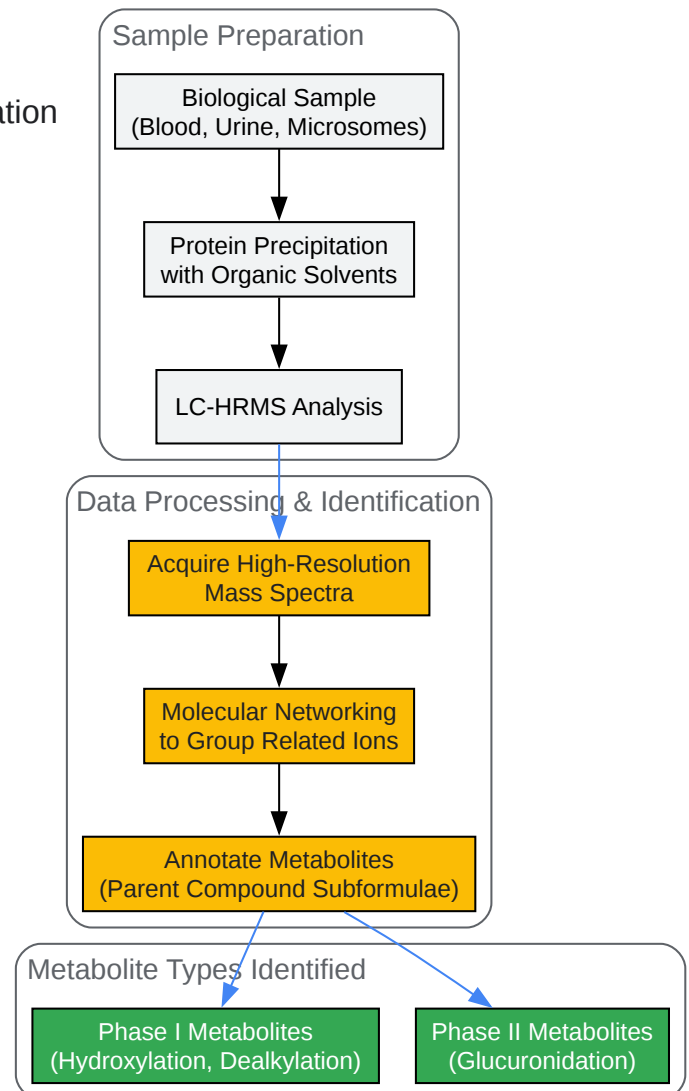 Sample Preparation
Biological Sample
(Blood, Urine, Microsomes)
Protein Precipitation
with Organic Solvents
LC-HRMS Analysis
Data Processing & Identification
Acquire High-Resolution
Mass Spectra
Molecular Networking
to Group Related Ions
Annotate Metabolites
(Parent Compound Subformulae)
Metabolite Types Identified
Phase I Metabolites
(Hydroxylation, Dealkylation)
Phase II Metabolites
(Glucuronidation)